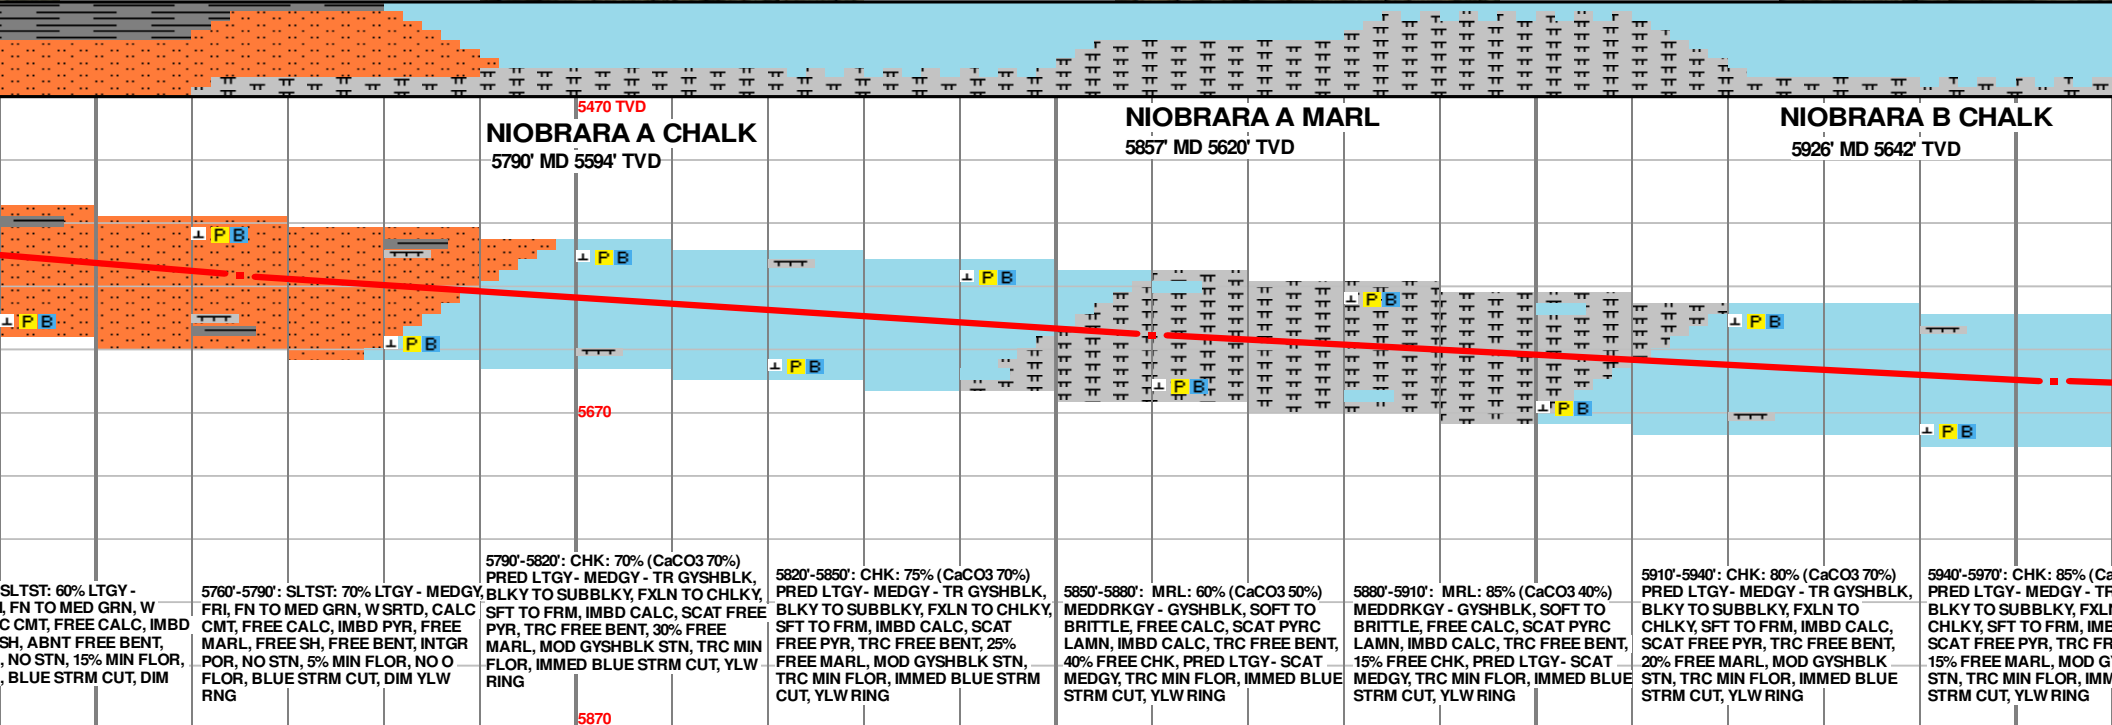 5470 TVD
NIOBRARA A CHALK
5790' MD 5594' TVD
NIOBRARA A MARL
5857' MD 5620' TVD
NIOBRARA B CHALK
5926' MD 5642' TVD
P B
P B
P B
P B
P B
P B
P B
P B
P B
P B
P B
5670
SLTST: 60% LTGY -
, FN TO MED GRN, W
C CMT, FREE CALC, IMBD
SH, ABNT FREE BENT,
, NO STN, 15% MIN FLOR,
, BLUE STRM CUT, DIM
5760'-5790': SLTST: 70% LTGY - MEDGY,
FRI, FN TO MED GRN, W SRTD, CALC
CMT, FREE CALC, IMBD PYR, FREE
MARL, FREE SH, FREE BENT, INTGR
POR, NO STN, 5% MIN FLOR, NO O
FLOR, BLUE STRM CUT, DIM YLW
RNG
5790'-5820': CHK: 70% (CaCO3 70%)
PRED LTGY - MEDGY - TR GYSHBLK,
BLKY TO SUBBLKY, FXLN TO CHLKY,
SFT TO FRM, IMBD CALC, SCAT FREE
PYR, TRC FREE BENT, 30% FREE
MARL, MOD GYSHBLK STN, TRC MIN
FLOR, IMMED BLUE STRM CUT, YLW
RING
5820'-5850': CHK: 75% (CaCO3 70%)
PRED LTGY - MEDGY - TR GYSHBLK,
BLKY TO SUBBLKY, FXLN TO CHLKY,
SFT TO FRM, IMBD CALC, SCAT
FREE PYR, TRC FREE BENT, 25%
FREE MARL, MOD GYSHBLK STN,
TRC MIN FLOR, IMMED BLUE STRM
CUT, YLW RING
5850'-5880': MRL: 60% (CaCO3 50%)
MEDDRKGY - GYSHBLK, SOFT TO
BRITTLE, FREE CALC, SCAT PYRC
LAMN, IMBD CALC, TRC FREE BENT,
40% FREE CHK, PRED LTGY - SCAT
MEDGY, TRC MIN FLOR, IMMED BLUE
STRM CUT, YLW RING
5880'-5910': MRL: 85% (CaCO3 40%)
MEDDRKGY - GYSHBLK, SOFT TO
BRITTLE, FREE CALC, SCAT PYRC
LAMN, IMBD CALC, TRC FREE BENT,
15% FREE CHK, PRED LTGY - SCAT
MEDGY, TRC MIN FLOR, IMMED BLUE
STRM CUT, YLW RING
5910'-5940': CHK: 80% (CaCO3 70%)
PRED LTGY - MEDGY - TR GYSHBLK,
BLKY TO SUBBLKY, FXLN TO
CHLKY, SFT TO FRM, IMBD CALC,
SCAT FREE PYR, TRC FREE BENT,
20% FREE MARL, MOD GYSHBLK
STN, TRC MIN FLOR, IMMED BLUE
STRM CUT, YLW RING
5940'-5970': CHK: 85% (Ca
PRED LTGY - MEDGY - TR
BLKY TO SUBBLKY, FXLN
CHLKY, SFT TO FRM, IMB
SCAT FREE PYR, TRC FR
15% FREE MARL, MOD G
STN, TRC MIN FLOR, IMM
STRM CUT, YLW RING
5870